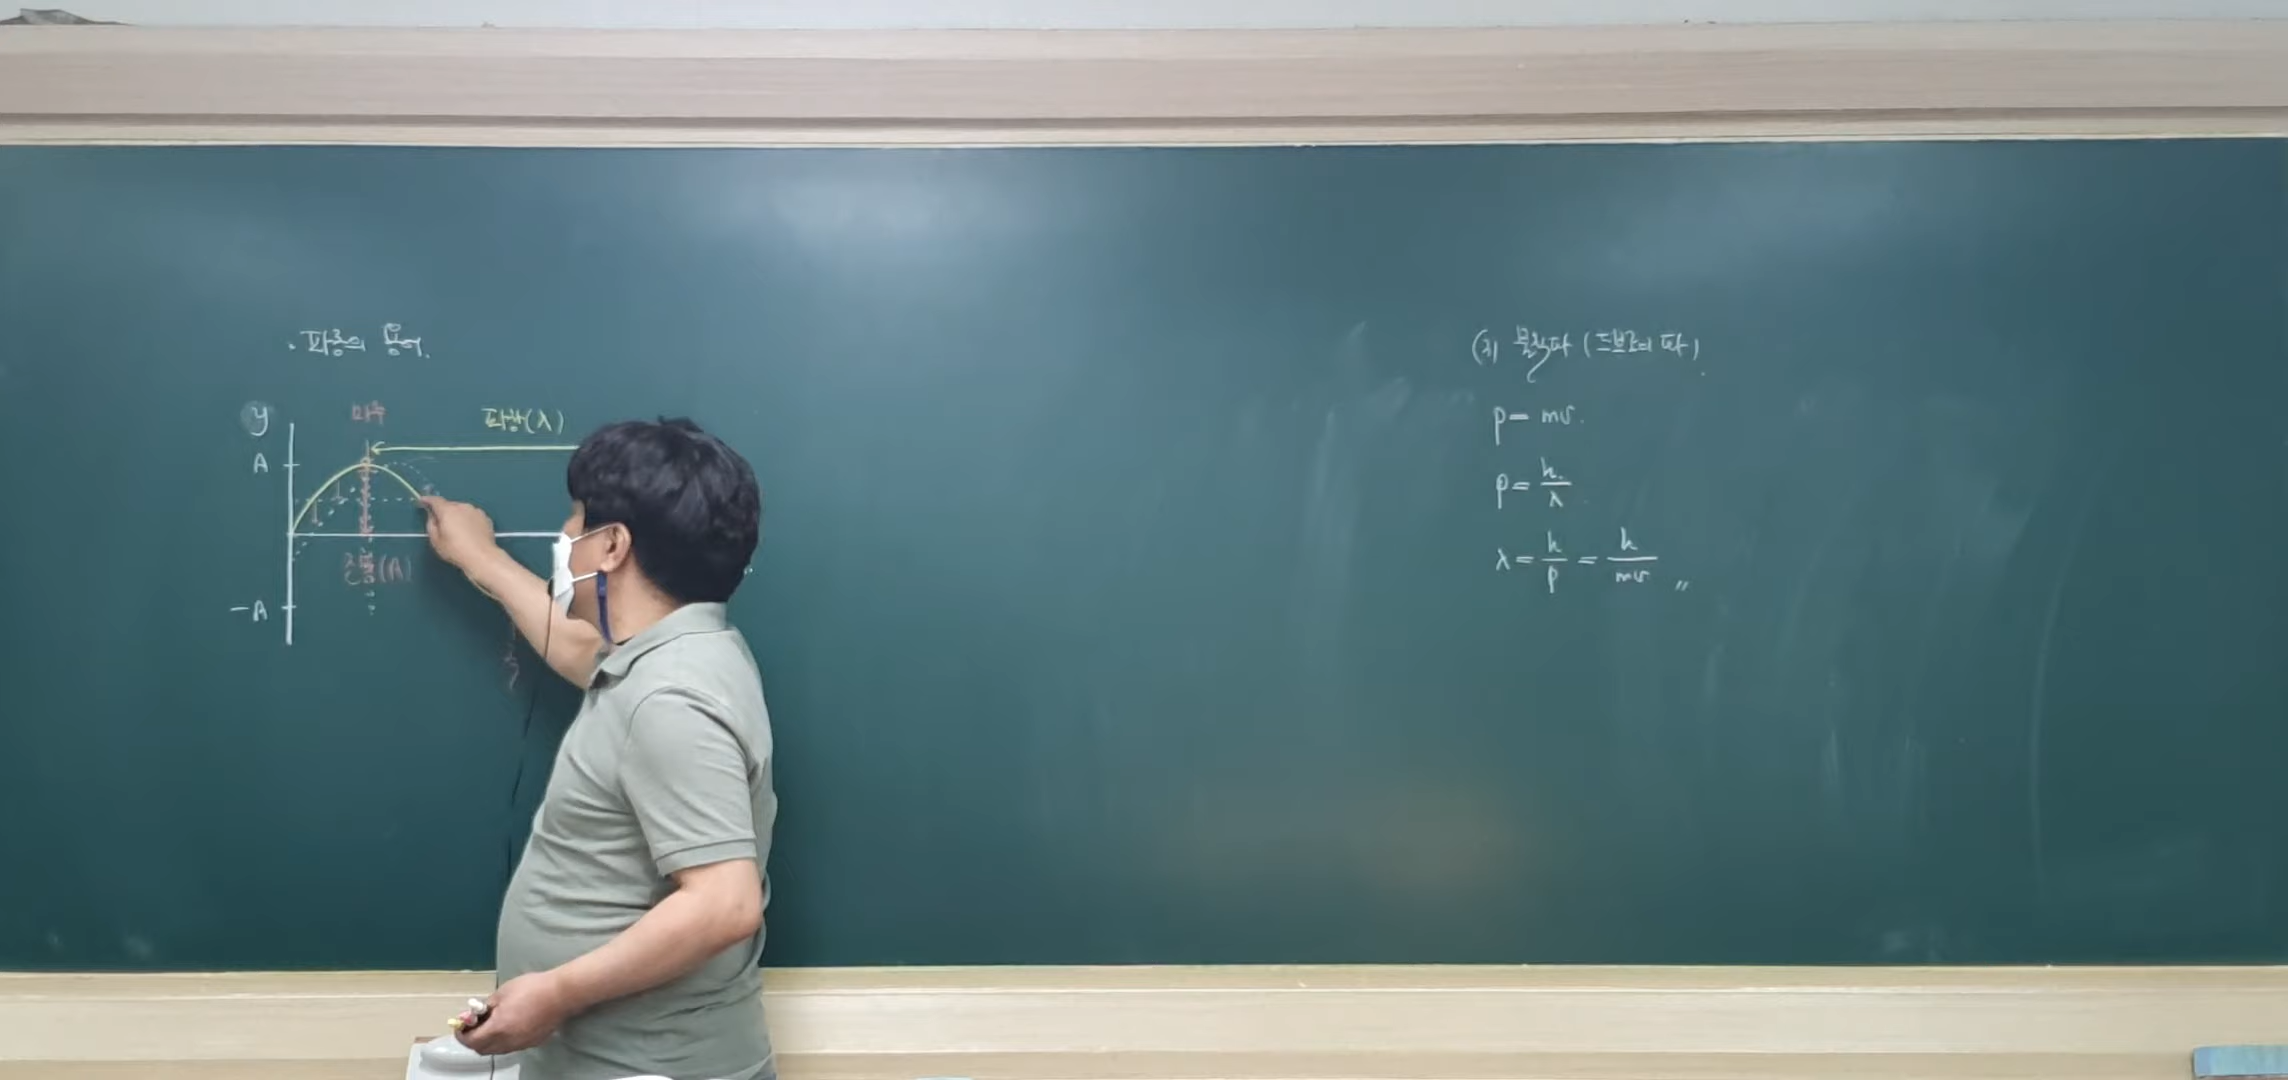 · 파동의 용어.
y
마루
파장(λ)
A
진폭(A)
-A
(3) 물질파 (드브로이 파).
p = mv.
p = h/λ
λ = h/p = h/mv 〃